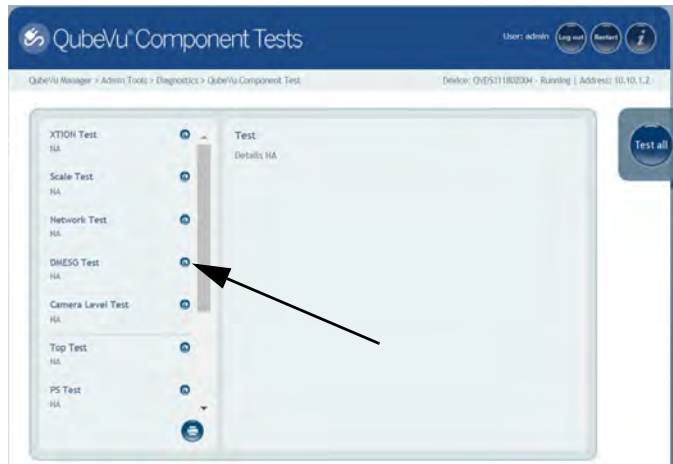 QubeVu® Component Tests
User: admin
Log out
Restart
i
QubeVu Manager > Admin Tools > Diagnostics > QubeVu Component Test
Device: QVDS311802004 - Running | Address: 10.10.1.2
XTION Test
NA
Scale Test
NA
Network Test
NA
DMESG Test
NA
Camera Level Test
NA
Top Test
NA
PS Test
NA
Test
Details NA
Test all